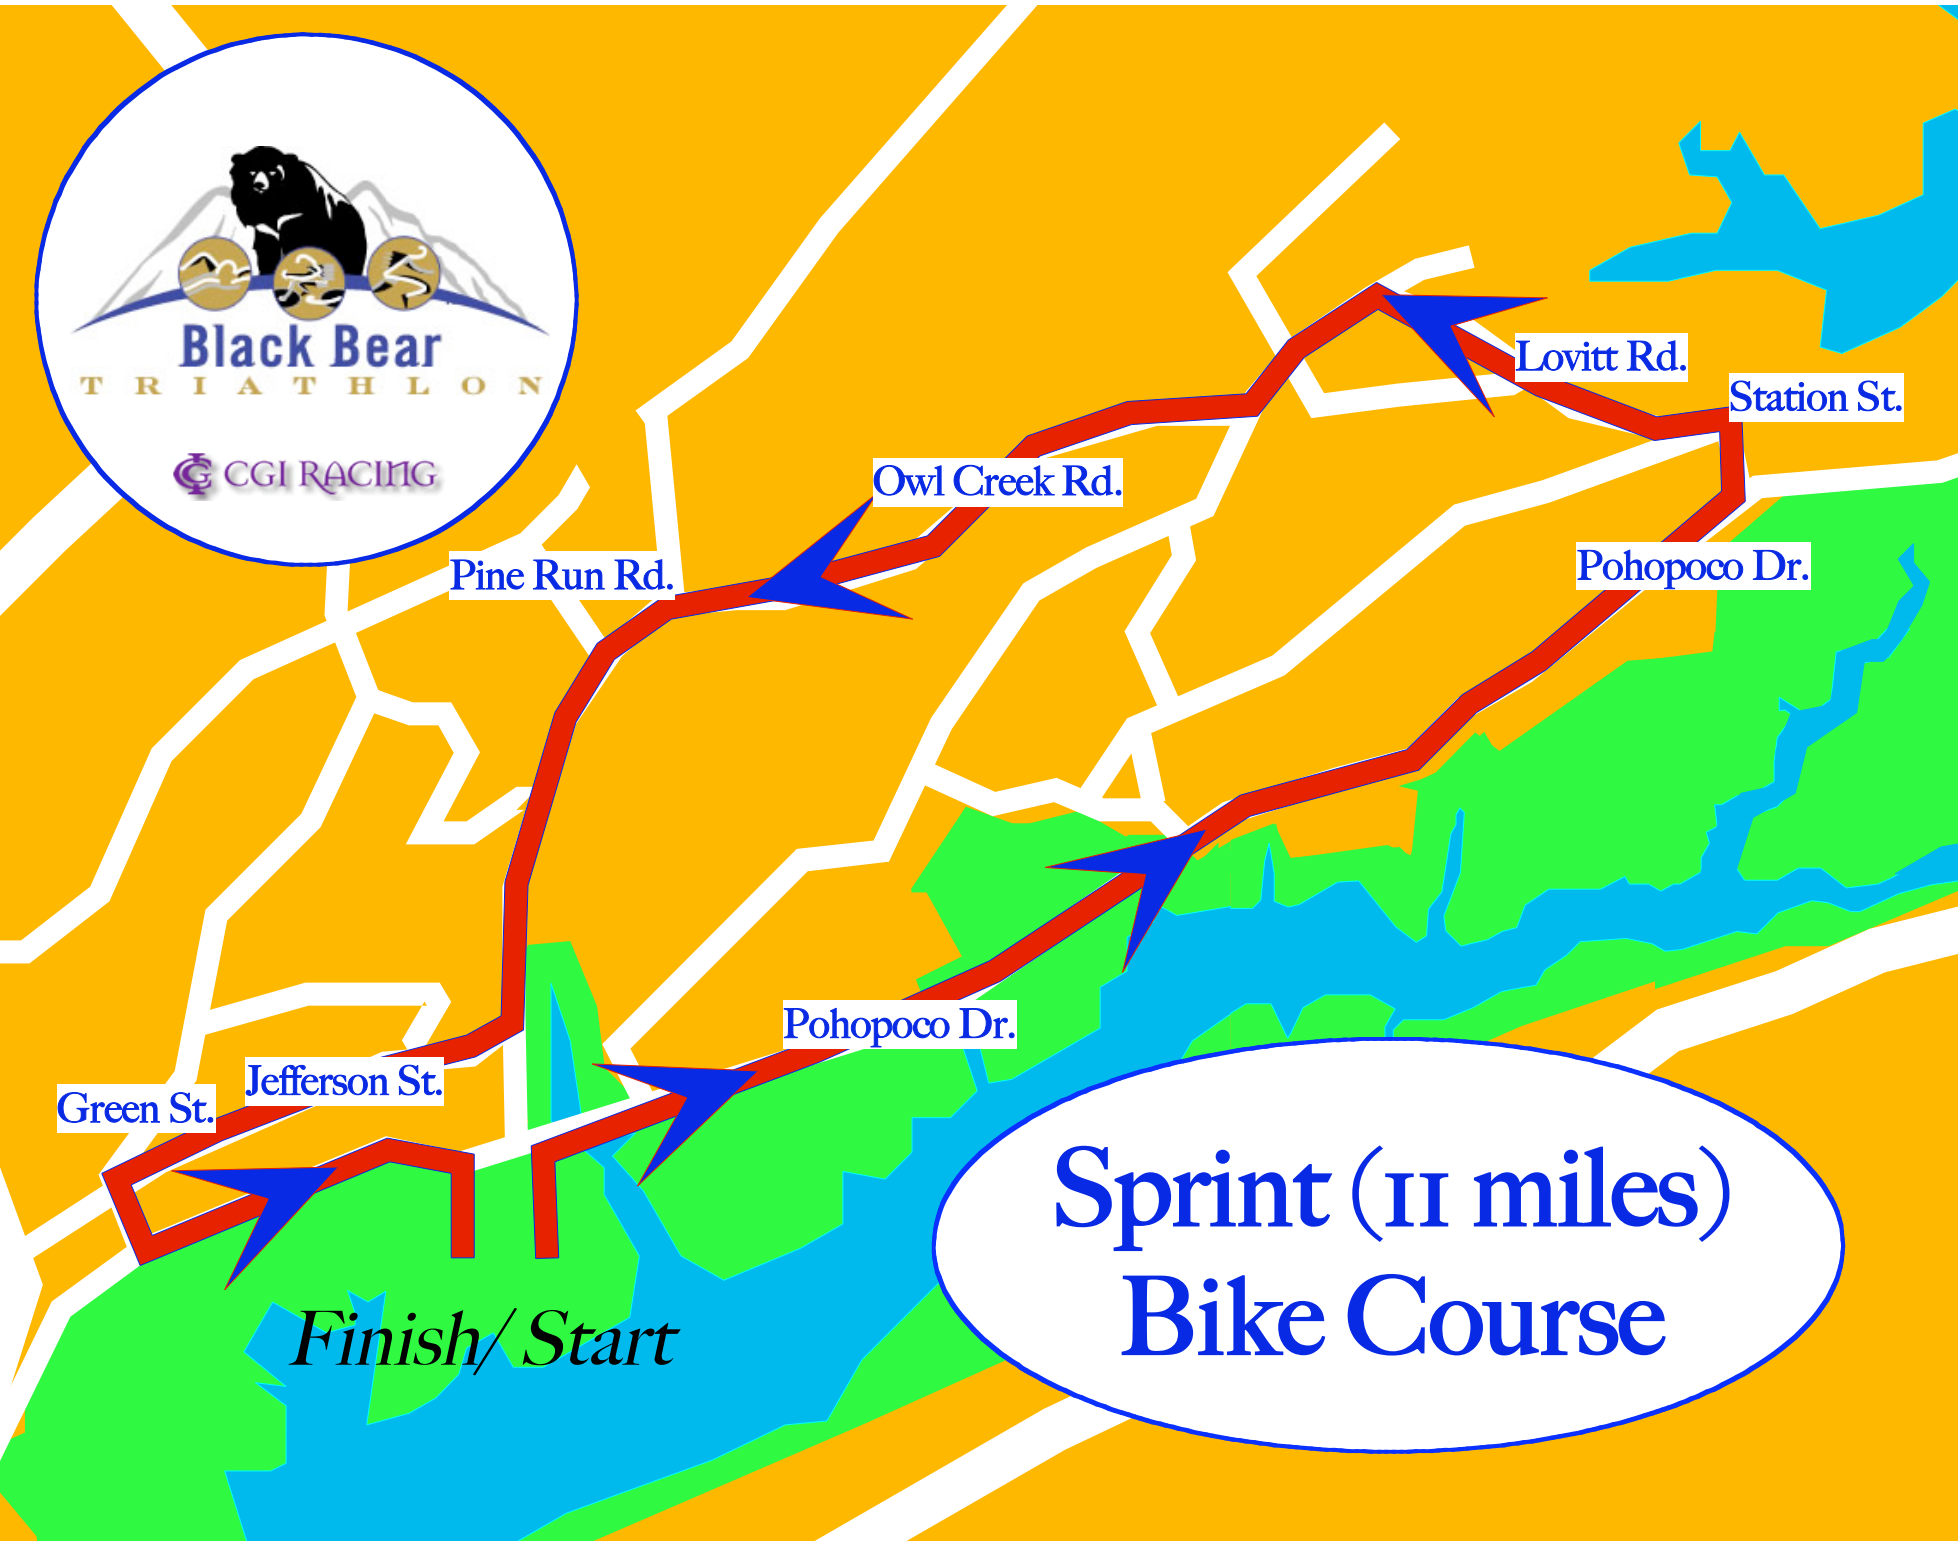 Black Bear
TRIATHLON
CGI RACING
Lovitt Rd.
Station St.
Owl Creek Rd.
Pine Run Rd.
Pohopoco Dr.
Pohopoco Dr.
Jefferson St.
Green St.
Finish/ Start
Sprint (11 miles)
Bike Course